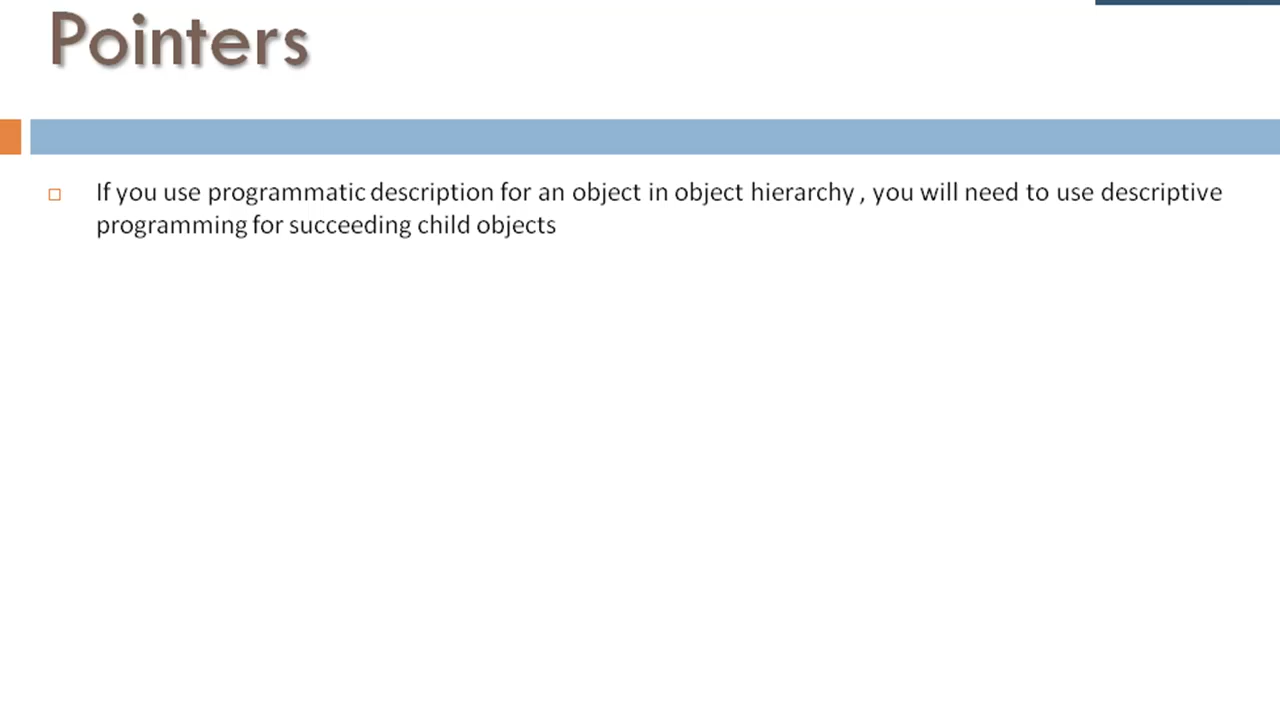 Pointers
If you use programmatic description for an object in object hierarchy , you will need to use descriptive
programming for succeeding child objects